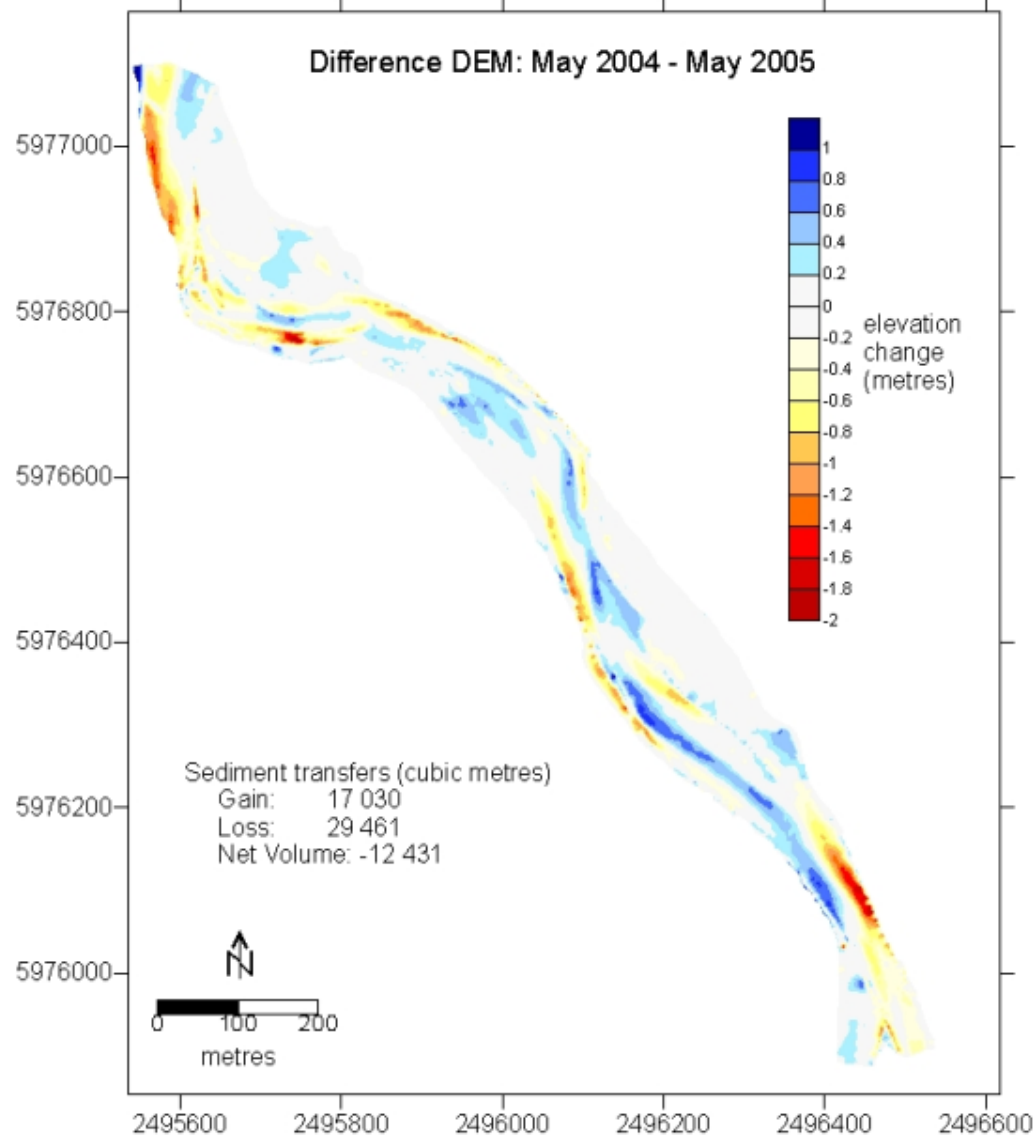 Difference DEM: May 2004 - May 2005
5977000
5976800
5976600
5976400
5976200
5976000
1
0.8
0.6
0.4
0.2
0
-0.2
-0.4
-0.6
-0.8
-1
-1.2
-1.4
-1.6
-1.8
-2
elevation
change
(metres)
Sediment transfers (cubic metres)
Gain: 17 030
Loss: 29 461
Net Volume: -12 431
N
0 100 200
metres
2495600 2495800 2496000 2496200 2496400 2496600